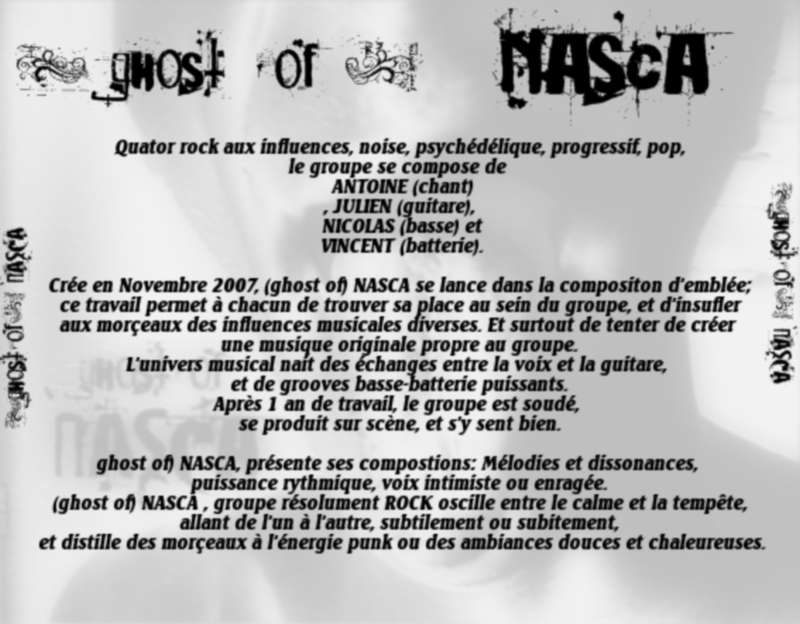 ghost of NASCA
Quator rock aux influences, noise, psychédélique, progressif, pop,
le groupe se compose de
ANTOINE (chant)
, JULIEN (guitare),
NICOLAS (basse) et
VINCENT (batterie).
Crée en Novembre 2007, (ghost of) NASCA se lance dans la compositon d'emblée;
ce travail permet à chacun de trouver sa place au sein du groupe, et d'insufler
aux morçeaux des influences musicales diverses. Et surtout de tenter de créer
une musique originale propre au groupe.
L'univers musical nait des échanges entre la voix et la guitare,
et de grooves basse-batterie puissants.
Après 1 an de travail, le groupe est soudé,
se produit sur scène, et s'y sent bien.
ghost of) NASCA, présente ses compostions: Mélodies et dissonances,
puissance rythmique, voix intimiste ou enragée.
(ghost of) NASCA , groupe résolument ROCK oscille entre le calme et la tempête,
allant de l'un à l'autre, subtilement ou subitement,
et distille des morçeaux à l'énergie punk ou des ambiances douces et chaleureuses.
ghost of NASCA
ghost of NASCA